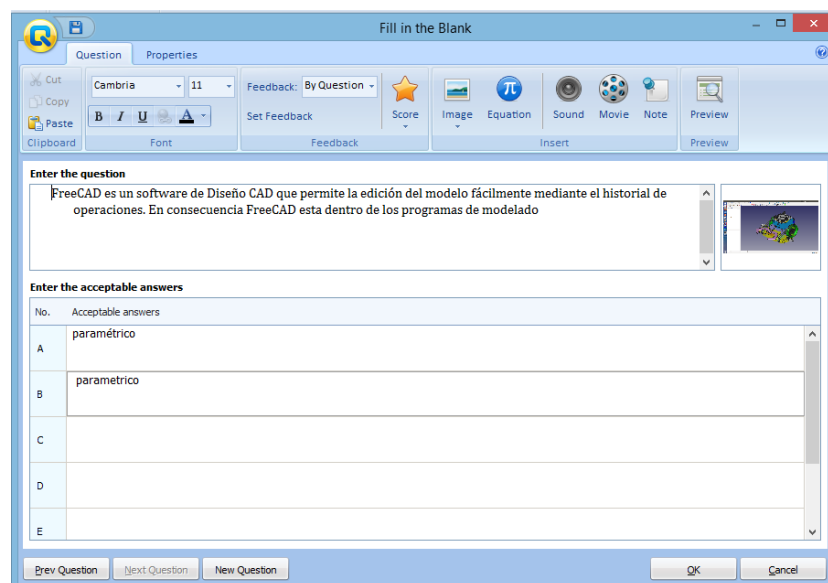 Fill in the Blank
Question Properties
Cut
Copy
Paste
Clipboard
Cambria 11
B I U A
Font
Feedback: By Question
Set Feedback
Score
Feedback
Image Equation Sound Movie Note
Insert
Preview
Preview
Enter the question
FreeCAD es un software de Diseño CAD que permite la edición del modelo fácilmente mediante el historial de
operaciones. En consecuencia FreeCAD esta dentro de los programas de modelado
Enter the acceptable answers
No. Acceptable answers
A paramétrico
B parametrico
C
D
E
Prev Question Next Question New Question OK Cancel